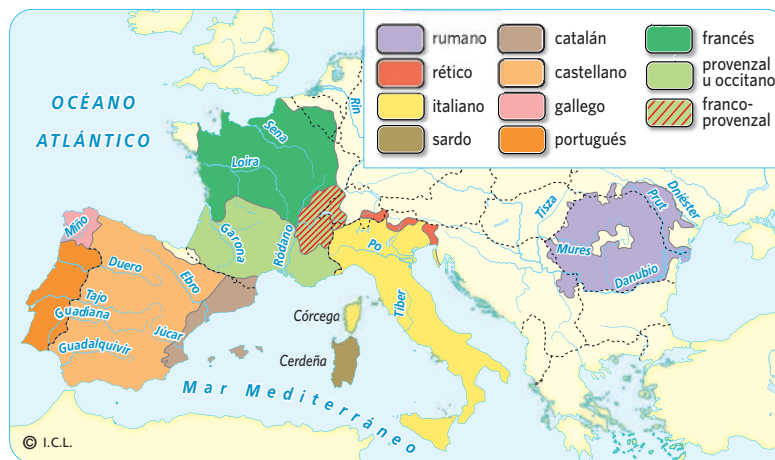 rumano
rético
italiano
sardo
catalán
castellano
gallego
portugués
francés
provenzal
u occitano
franco-
provenzal
OCÉANO
ATLÁNTICO
Rin
Sena
Loira
Garona
Ródano
Miño
Duero
Ebro
Tajo
Guadiana
Júcar
Guadalquivir
Po
Tíber
Córcega
Cerdeña
Tisza
Prut
Dniéster
Mures
Danubio
Mar Mediterráneo
© I.C.L.